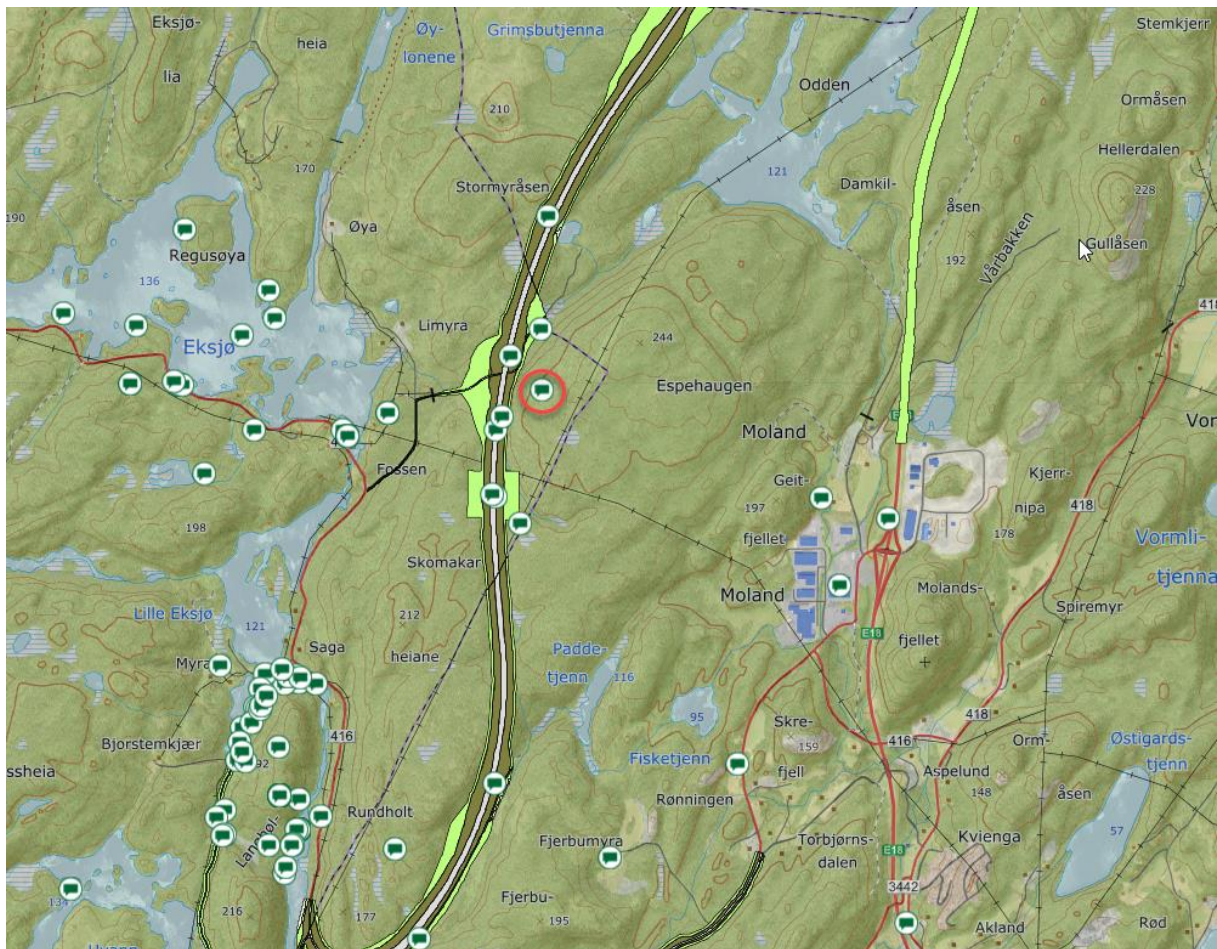 Eksjø-
lia
heia
Øy-
lonene
Grimsbutjenna
Stemkjerr
Odden
Ormåsen
210
Hellerdalen
170
121
Stormyråsen
Damkil-
228
åsen
190
Øya
Vårbakken
Gullåsen
Regusøya
192
136
418
Limyra
244
Eksjø
Espehaugen
E18
Moland
Vor
Fossen
Geit-
Kjerr-
197
nipa
418
198
fjellet
178
Vormli-
tjenna
Skomakar
Moland
Molands-
Lille Eksjø
212
Spiremyr
121
E18
fjellet
Saga
Padde-
tjenn
116
Myra
heiane
95
418
416
Skre-
159
fjell
416
Orm-
Østigards-
tjenn
Bjorstemkjær
Fisketjenn
ssheia
Aspelund
148
åsen
Rønningen
Rundholt
Landbøl-
Torbjørns-
dalen
Kvienga
57
Fjerbumyra
E18
3442
Fjerbu-
216
177
195
Akland
Rød